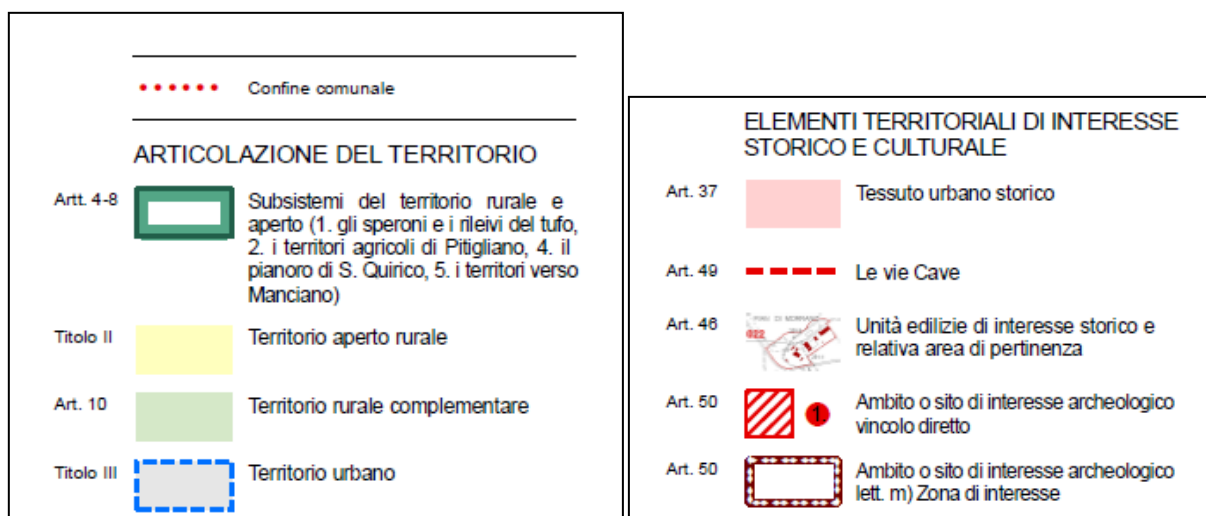 Confine comunale
ARTICOLAZIONE DEL TERRITORIO
Artt. 4-8
Subsistemi del territorio rurale e
aperto (1. gli speroni e i rileivi del tufo,
2. i territori agricoli di Pitigliano, 4. il
pianoro di S. Quirico, 5. i territori verso
Manciano)
Titolo II
Territorio aperto rurale
Art. 10
Territorio rurale complementare
Titolo III
Territorio urbano
ELEMENTI TERRITORIALI DI INTERESSE
STORICO E CULTURALE
Art. 37
Tessuto urbano storico
Art. 49
Le vie Cave
Art. 46
Unità edilizie di interesse storico e
relativa area di pertinenza
Art. 50
1.
Ambito o sito di interesse archeologico
vincolo diretto
Art. 50
Ambito o sito di interesse archeologico
lett. m) Zona di interesse